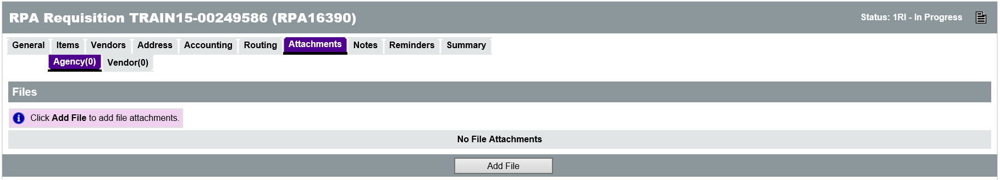 RPA Requisition TRAIN15-00249586 (RPA16390)
Status: 1RI - In Progress
General Items Vendors Address Accounting Routing Attachments Notes Reminders Summary
Agency(0) Vendor(0)
Files
Click Add File to add file attachments.
No File Attachments
Add File